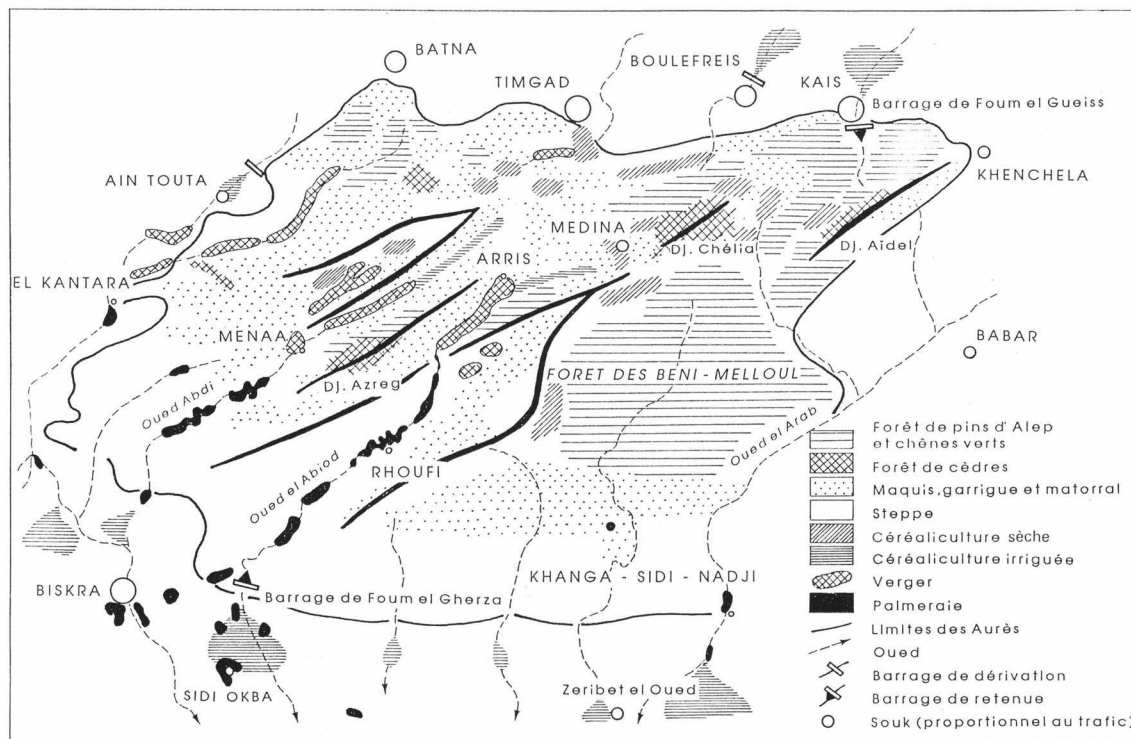 BATNA
TIMGAD
BOULEFREIS
KAIS
Barrage de Foum el Gueiss
KHENCHELA
AIN TOUTA
MEDINA
Dj. Chélia
Dj. Aïdel
EL KANTARA
ARRIS
MENAA
BABAR
FORET DES BENI-MELLOUL
Dj. Azreg
Oued Abdi
Oued el Abiod
RHOUFI
Oued el Arab
BISKRA
Barrage de Foum el Gherza
KHANGA - SIDI - NADJI
SIDI OKBA
Zeribet el Oued
Forêt de pins d'Alep
et chênes verts
Forêt de cèdres
Maquis, garrigue et matorral
Steppe
Céréaliculture sèche
Céréaliculture irriguée
Verger
Palmeraie
Limites des Aurès
Oued
Barrage de dérivation
Barrage de retenue
Souk (proportionnel au trafic)